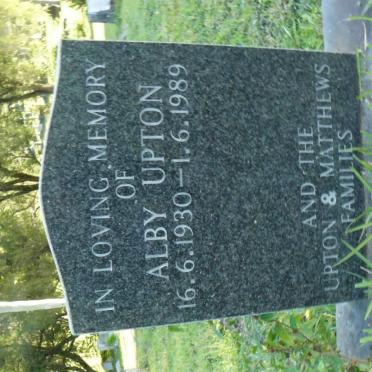 IN LOVING MEMORY
OF
ALBY UPTON
16.6.1930–1.6.1989
AND THE
UPTON & MATTHEWS
FAMILIES